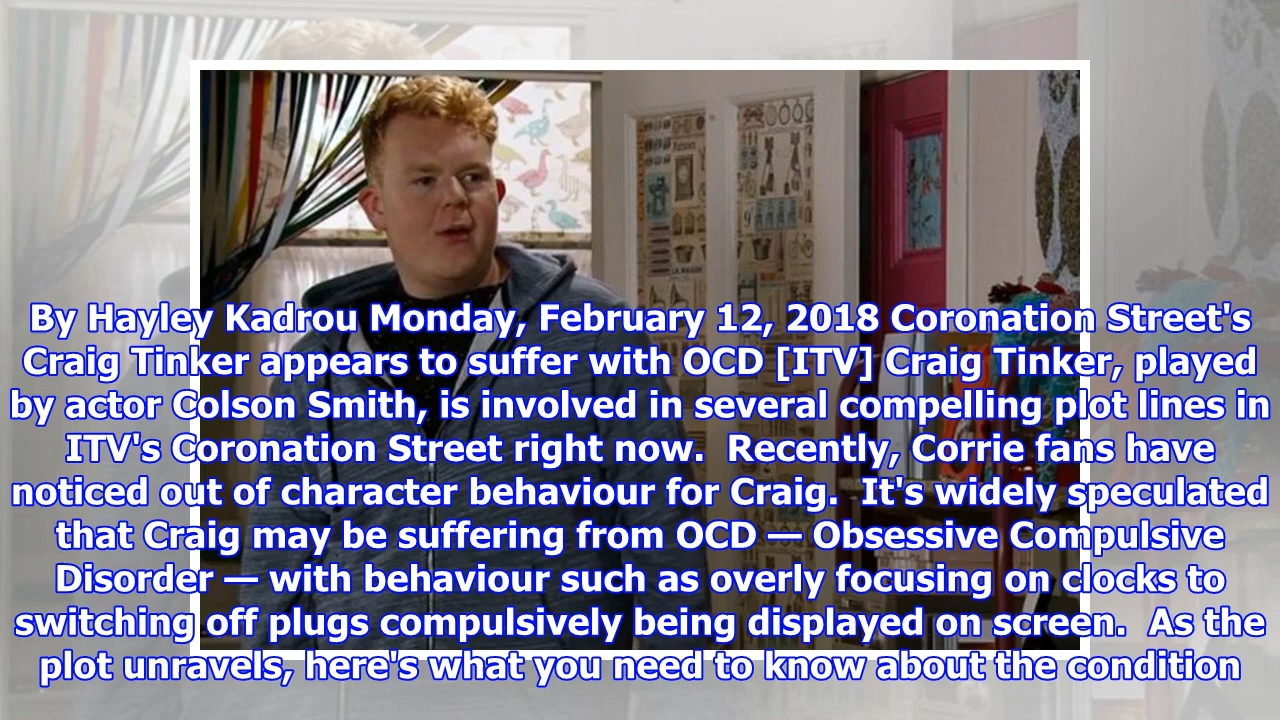 By Hayley Kadrou Monday, February 12, 2018 Coronation Street's
Craig Tinker appears to suffer with OCD [ITV] Craig Tinker, played
by actor Colson Smith, is involved in several compelling plot lines in
ITV's Coronation Street right now.  Recently, Corrie fans have
noticed out of character behaviour for Craig.  It's widely speculated
that Craig may be suffering from OCD — Obsessive Compulsive
Disorder — with behaviour such as overly focusing on clocks to
switching off plugs compulsively being displayed on screen.  As the
plot unravels, here's what you need to know about the condition